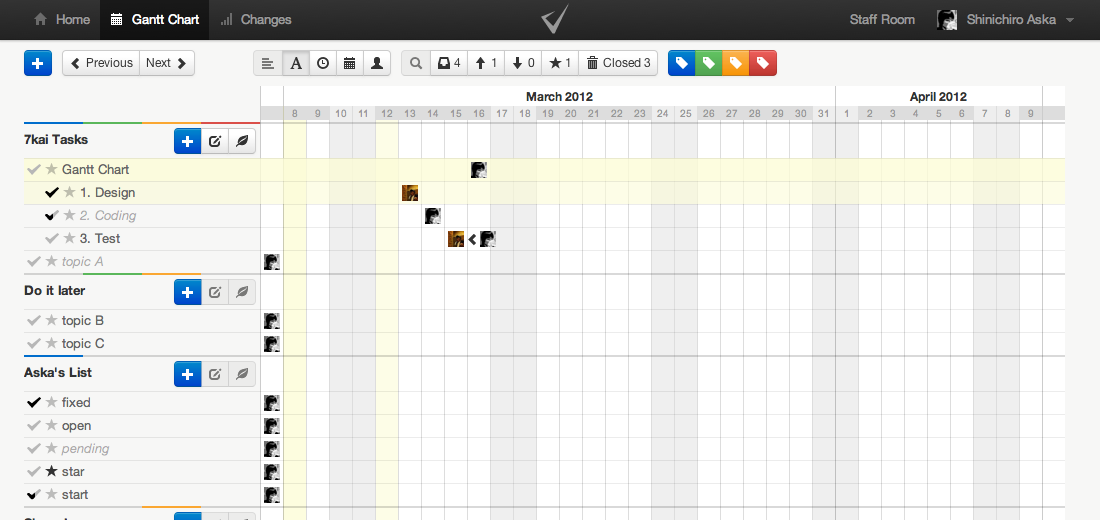 Home Gantt Chart Changes Staff Room Shinichiro Aska
Previous Next A 4 1 0 1 Closed 3
March 2012 April 2012
8 9 10 11 12 13 14 15 16 17 18 19 20 21 22 23 24 25 26 27 28 29 30 31 1 2 3 4 5 6 7 8 9
7kai Tasks
Gantt Chart
1. Design
2. Coding
3. Test
topic A
Do it later
topic B
topic C
Aska's List
fixed
open
pending
star
start